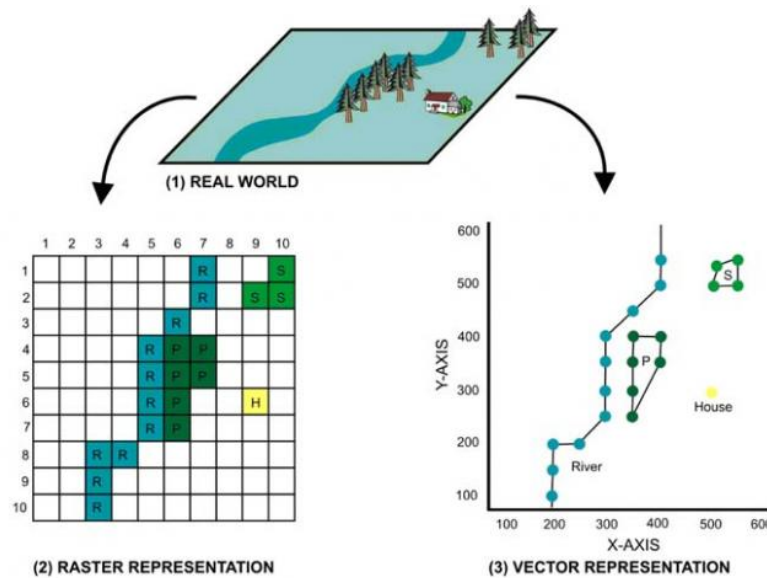 (1) REAL WORLD
1 2 3 4 5 6 7 8 9 10
1 R S
2 R S S
3 R
4 R P P
5 R P P
6 R P H
7 R P
8 R R
9 R
10 R
(2) RASTER REPRESENTATION
600
500
400
300
200
100
Y-AXIS
S
P
House
River
100 200 300 400 500 600
X-AXIS
(3) VECTOR REPRESENTATION